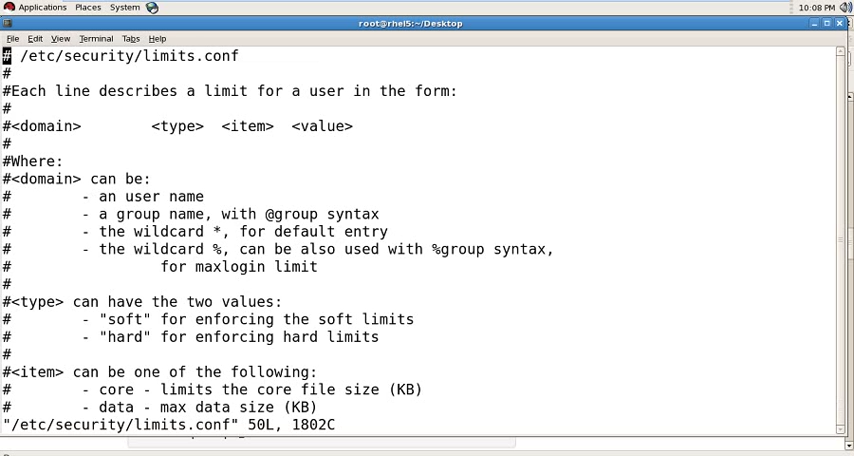 Applications Places System 10:08 PM
root@rhel5:~/Desktop
File Edit View Terminal Tabs Help
# /etc/security/limits.conf
#
#Each line describes a limit for a user in the form:
#
#<domain>        <type>  <item>  <value>
#
#Where:
#<domain> can be:
#        - an user name
#        - a group name, with @group syntax
#        - the wildcard *, for default entry
#        - the wildcard %, can be also used with %group syntax,
#                 for maxlogin limit
#
#<type> can have the two values:
#        - "soft" for enforcing the soft limits
#        - "hard" for enforcing hard limits
#
#<item> can be one of the following:
#        - core - limits the core file size (KB)
#        - data - max data size (KB)
"/etc/security/limits.conf" 50L, 1802C